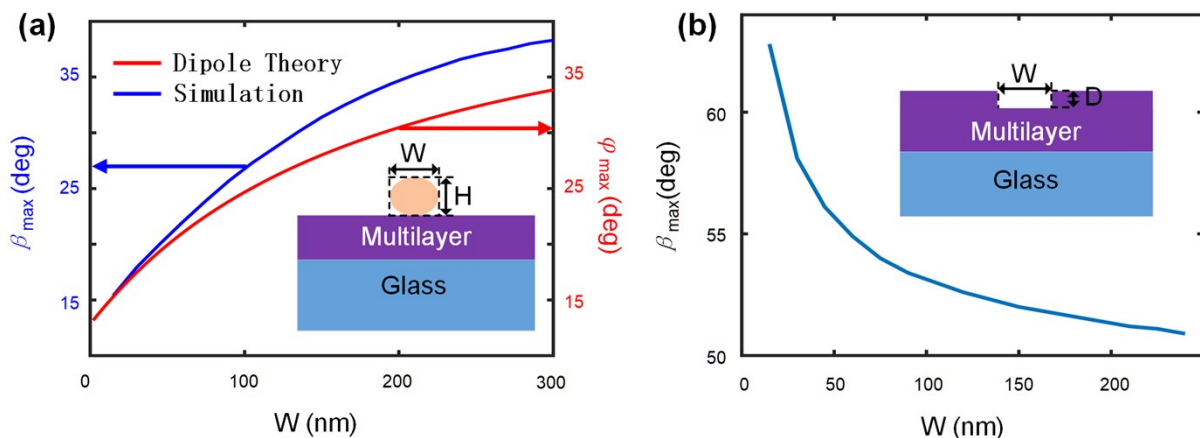 (a)
35
25
15
β max (deg)
Dipole Theory
Simulation
W
H
Multilayer
Glass
35
25
15
φ max (deg)
0
100
200
300
W (nm)
(b)
60
55
50
β max(deg)
W
D
Multilayer
Glass
0
50
100
150
200
W (nm)